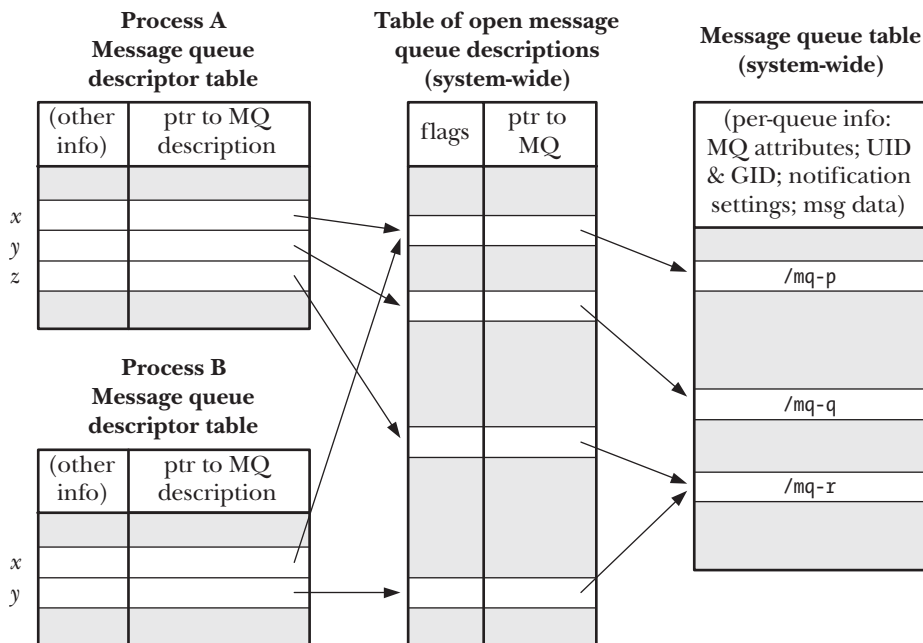 Process A
Message queue
descriptor table
(other
info)
ptr to MQ
description
x
y
z
Process B
Message queue
descriptor table
(other
info)
ptr to MQ
description
x
y
Table of open message
queue descriptions
(system-wide)
flags
ptr to
MQ
Message queue table
(system-wide)
(per-queue info:
MQ attributes; UID
& GID; notification
settings; msg data)
/mq-p
/mq-q
/mq-r